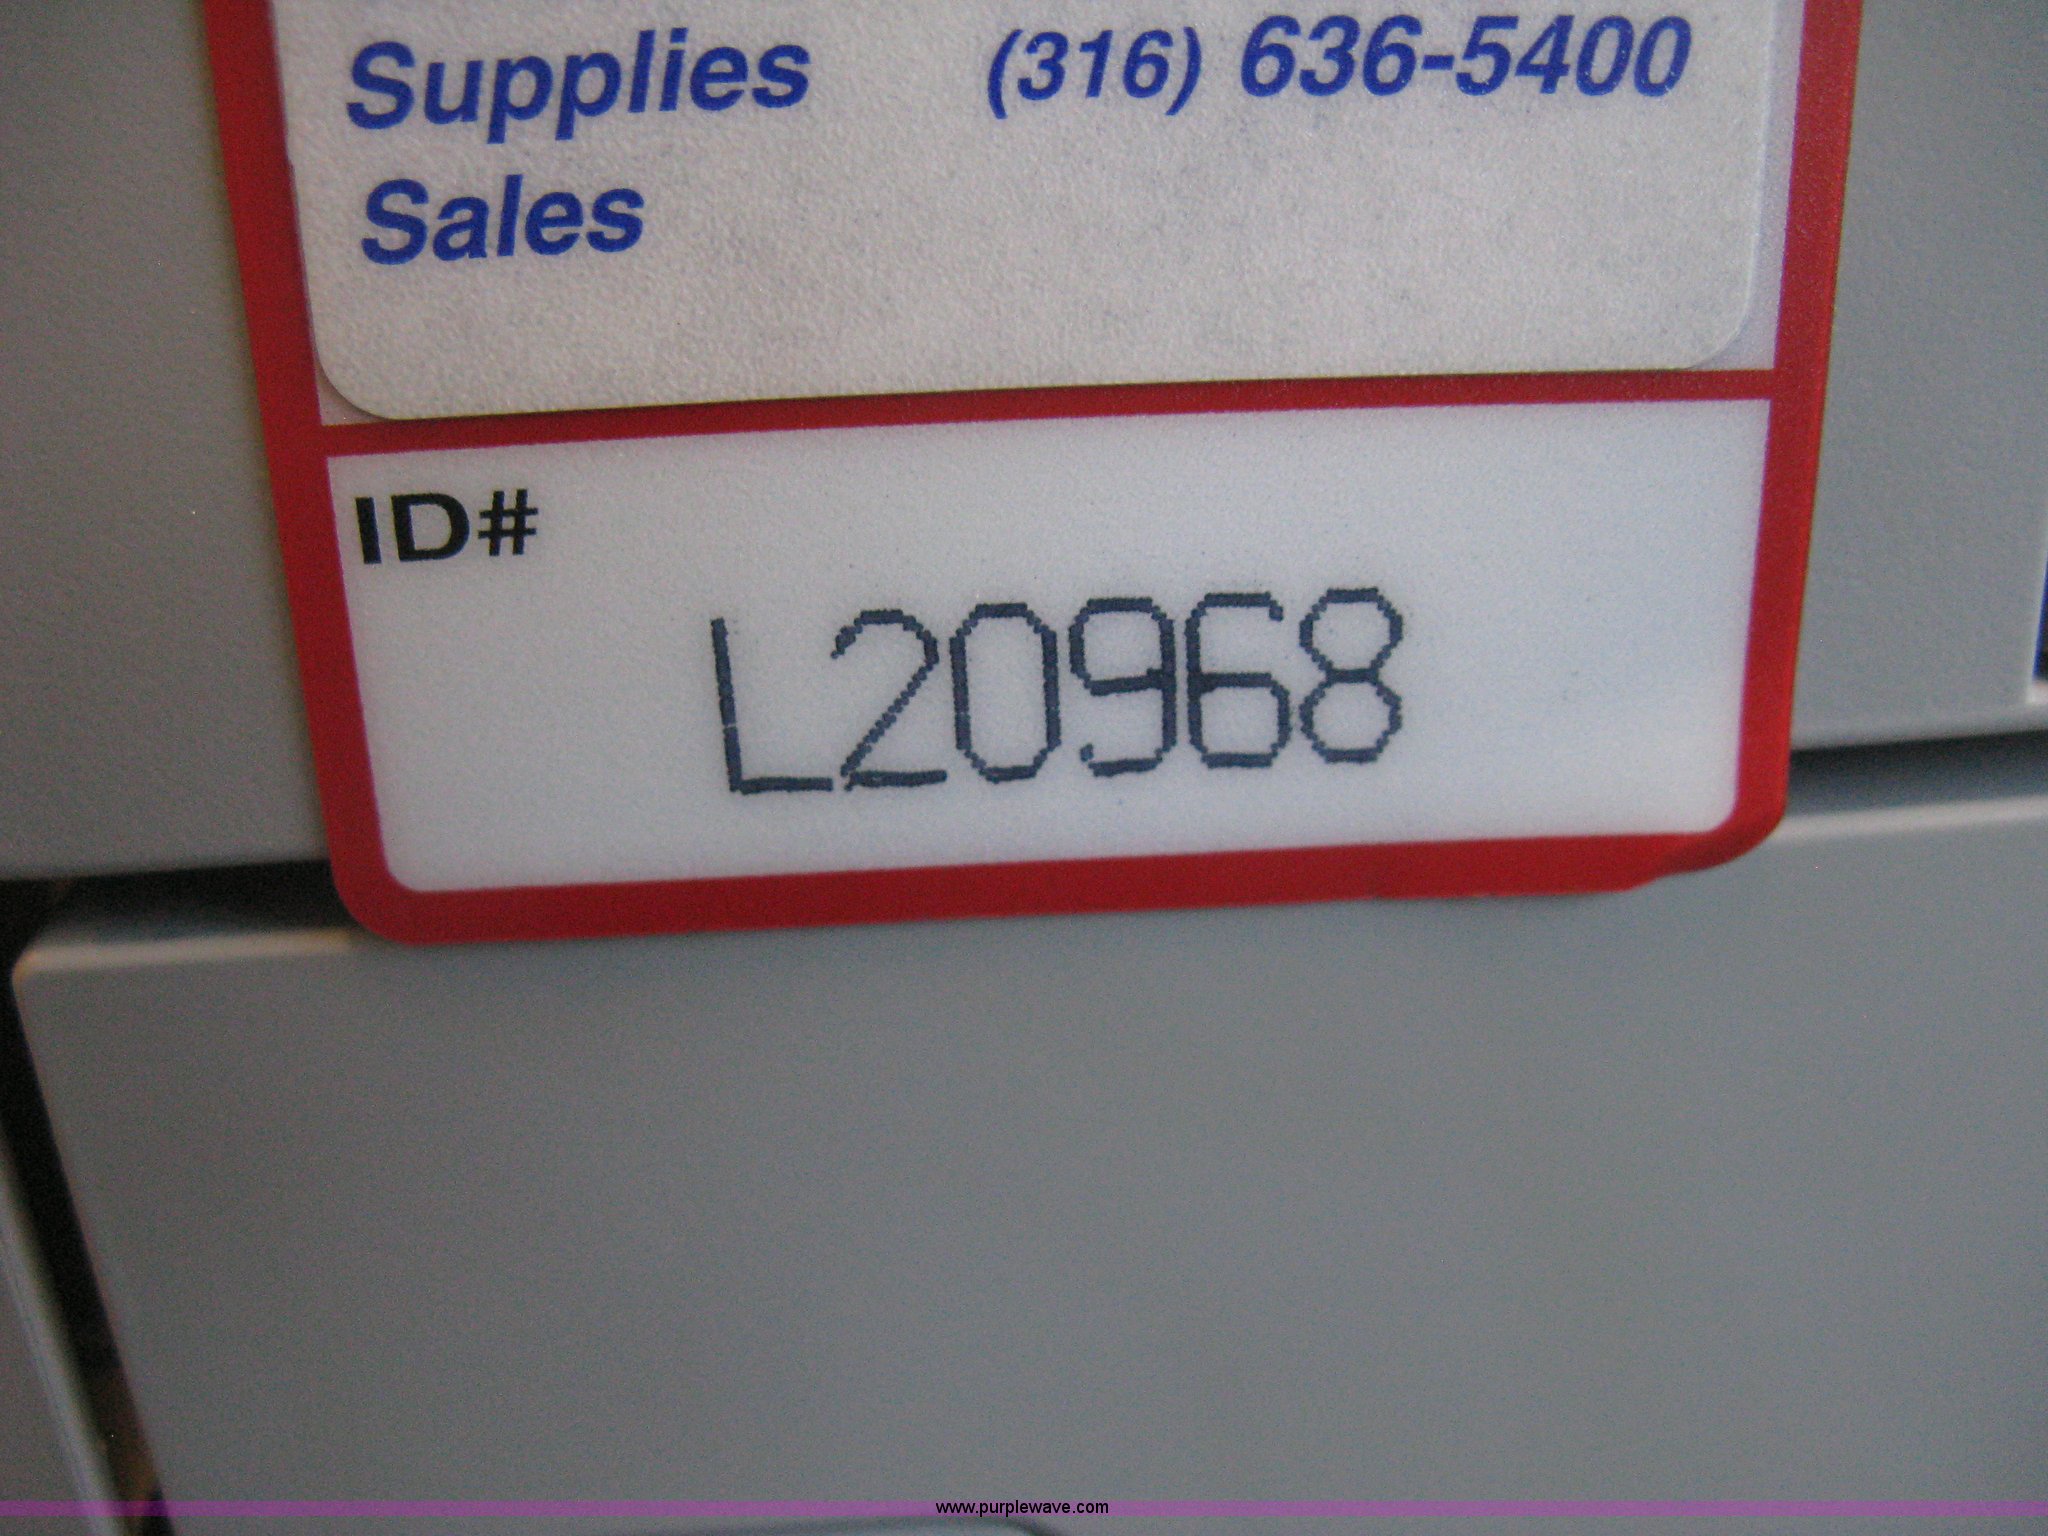 Supplies (316) 636-5400
Sales
ID#
L20968
www.purplewave.com